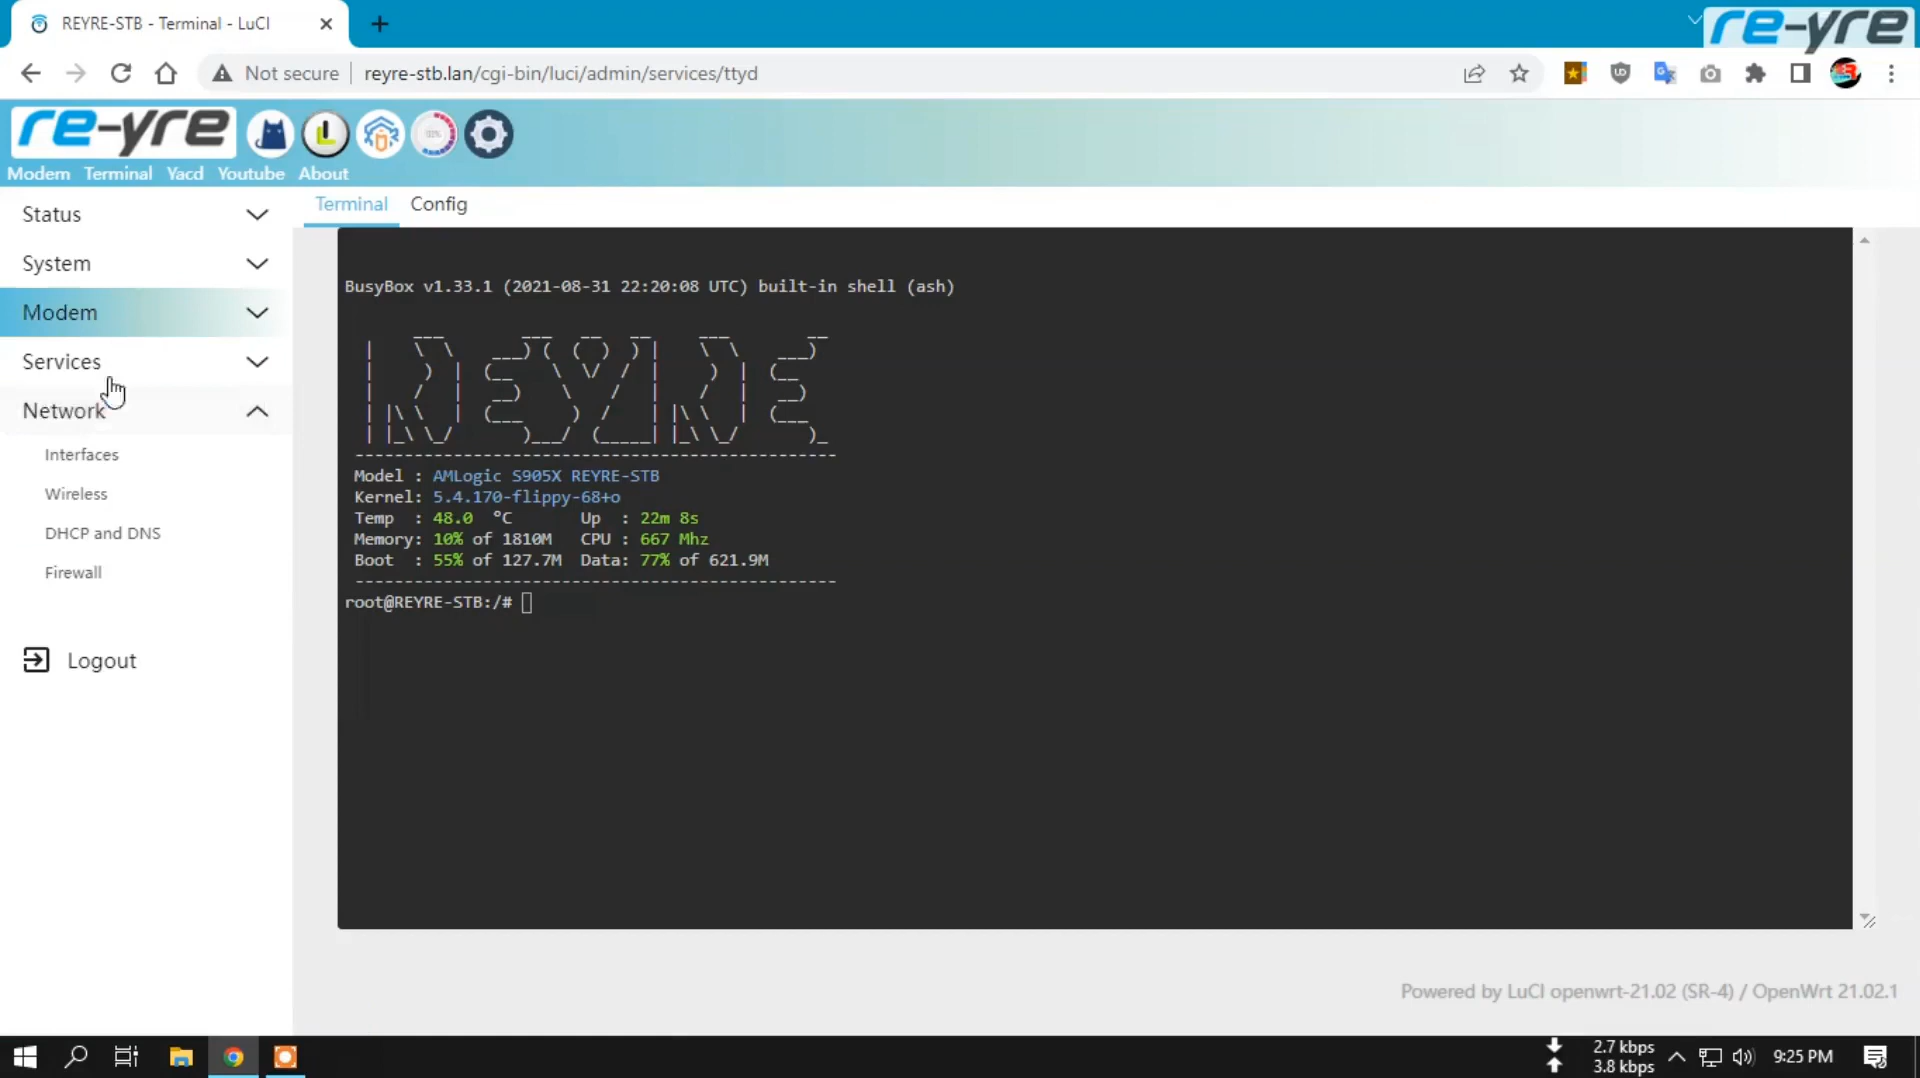 REYRE-STB - Terminal - LuCI
re-yre
Not secure
reyre-stb.lan/cgi-bin/luci/admin/services/ttyd
re-yre
Modem Terminal Yacd Youtube About
Status
Terminal Config
System
Modem
Services
Network
Interfaces
Wireless
DHCP and DNS
Firewall
Logout
BusyBox v1.33.1 (2021-08-31 22:20:08 UTC) built-in shell (ash)
REYRE
Model : AMLogic S905X REYRE-STB
Kernel: 5.4.170-flippy-68+o
Temp : 48.0 °C Up : 22m 8s
Memory: 10% of 1810M CPU : 667 Mhz
Boot : 55% of 127.7M Data: 77% of 621.9M
root@REYRE-STB:/#
Powered by LuCI openwrt-21.02 (SR-4) / OpenWrt 21.02.1
2.7 kbps
3.8 kbps
9:25 PM